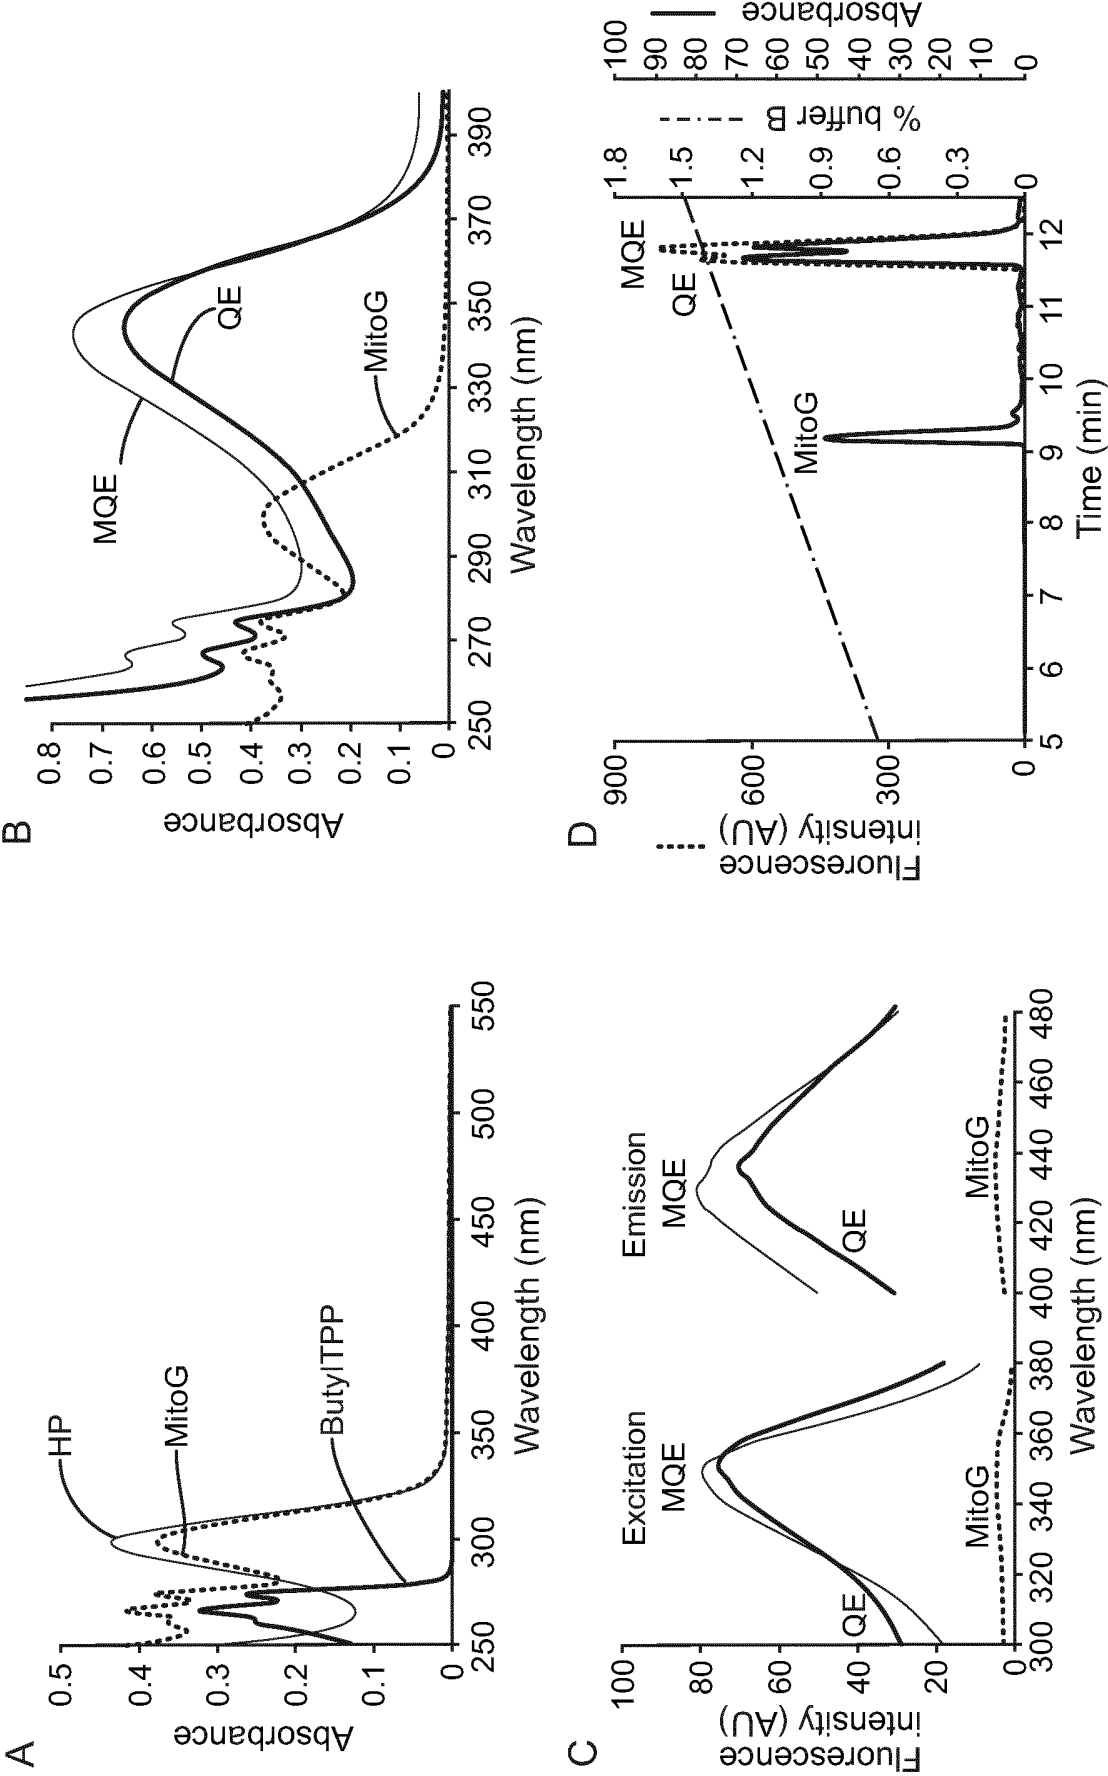 A
Absorbance
0.5
0.4
0.3
0.2
0.1
0
250
300
350
400
450
500
550
Wavelength (nm)
HP
MitoG
ButylTPP
B
Absorbance
0.8
0.7
0.6
0.5
0.4
0.3
0.2
0.1
0
250
270
290
310
330
350
370
390
Wavelength (nm)
MQE
QE
MitoG
C
Fluorescence
intensity (AU)
100
80
60
40
20
0
300
320
340
360
380
400
420
440
460
480
Wavelength (nm)
Excitation
MQE
QE
MitoG
Emission
MQE
QE
MitoG
D
Fluorescence
intensity (AU)
900
600
300
0
5
6
7
8
9
10
11
12
Time (min)
MitoG
QE
MQE
1.8
1.5
1.2
0.9
0.6
0.3
0
% buffer B
100
90
80
70
60
50
40
30
20
10
0
Absorbance